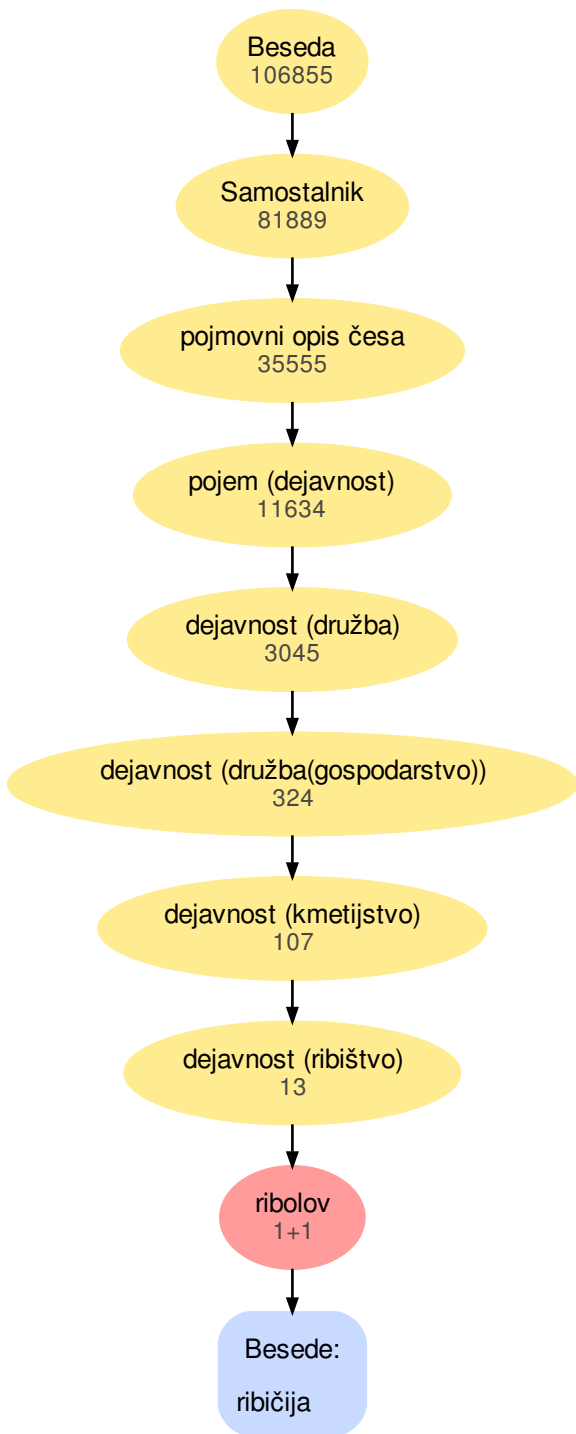 Beseda
106855
Samostalnik
81889
pojmovni opis česa
35555
pojem (dejavnost)
11634
dejavnost (družba)
3045
dejavnost (družba(gospodarstvo))
324
dejavnost (kmetijstvo)
107
dejavnost (ribištvo)
13
ribolov
1+1
Besede:
ribičija